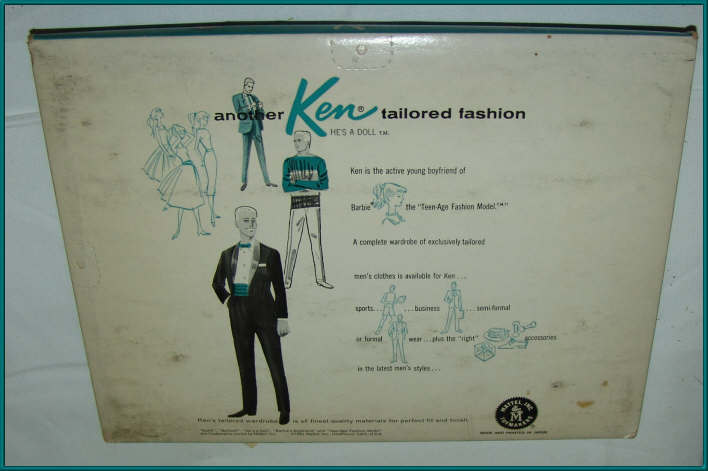 another Ken® tailored fashion
HE'S A DOLL T.M.
Ken is the active young boyfriend of
Barbie the "Teen-Age Fashion Model."™
A complete wardrobe of exclusively tailored
men's clothes is available for Ken...
sports... ...business ...semi-formal
or formal wear...plus the "right" accessories
in the latest men's styles...
Ken's tailored wardrobe is of finest quality materials for perfect fit and finish.
MATTEL, INC.
TOYMAKERS
M
MADE AND PRINTED IN JAPAN